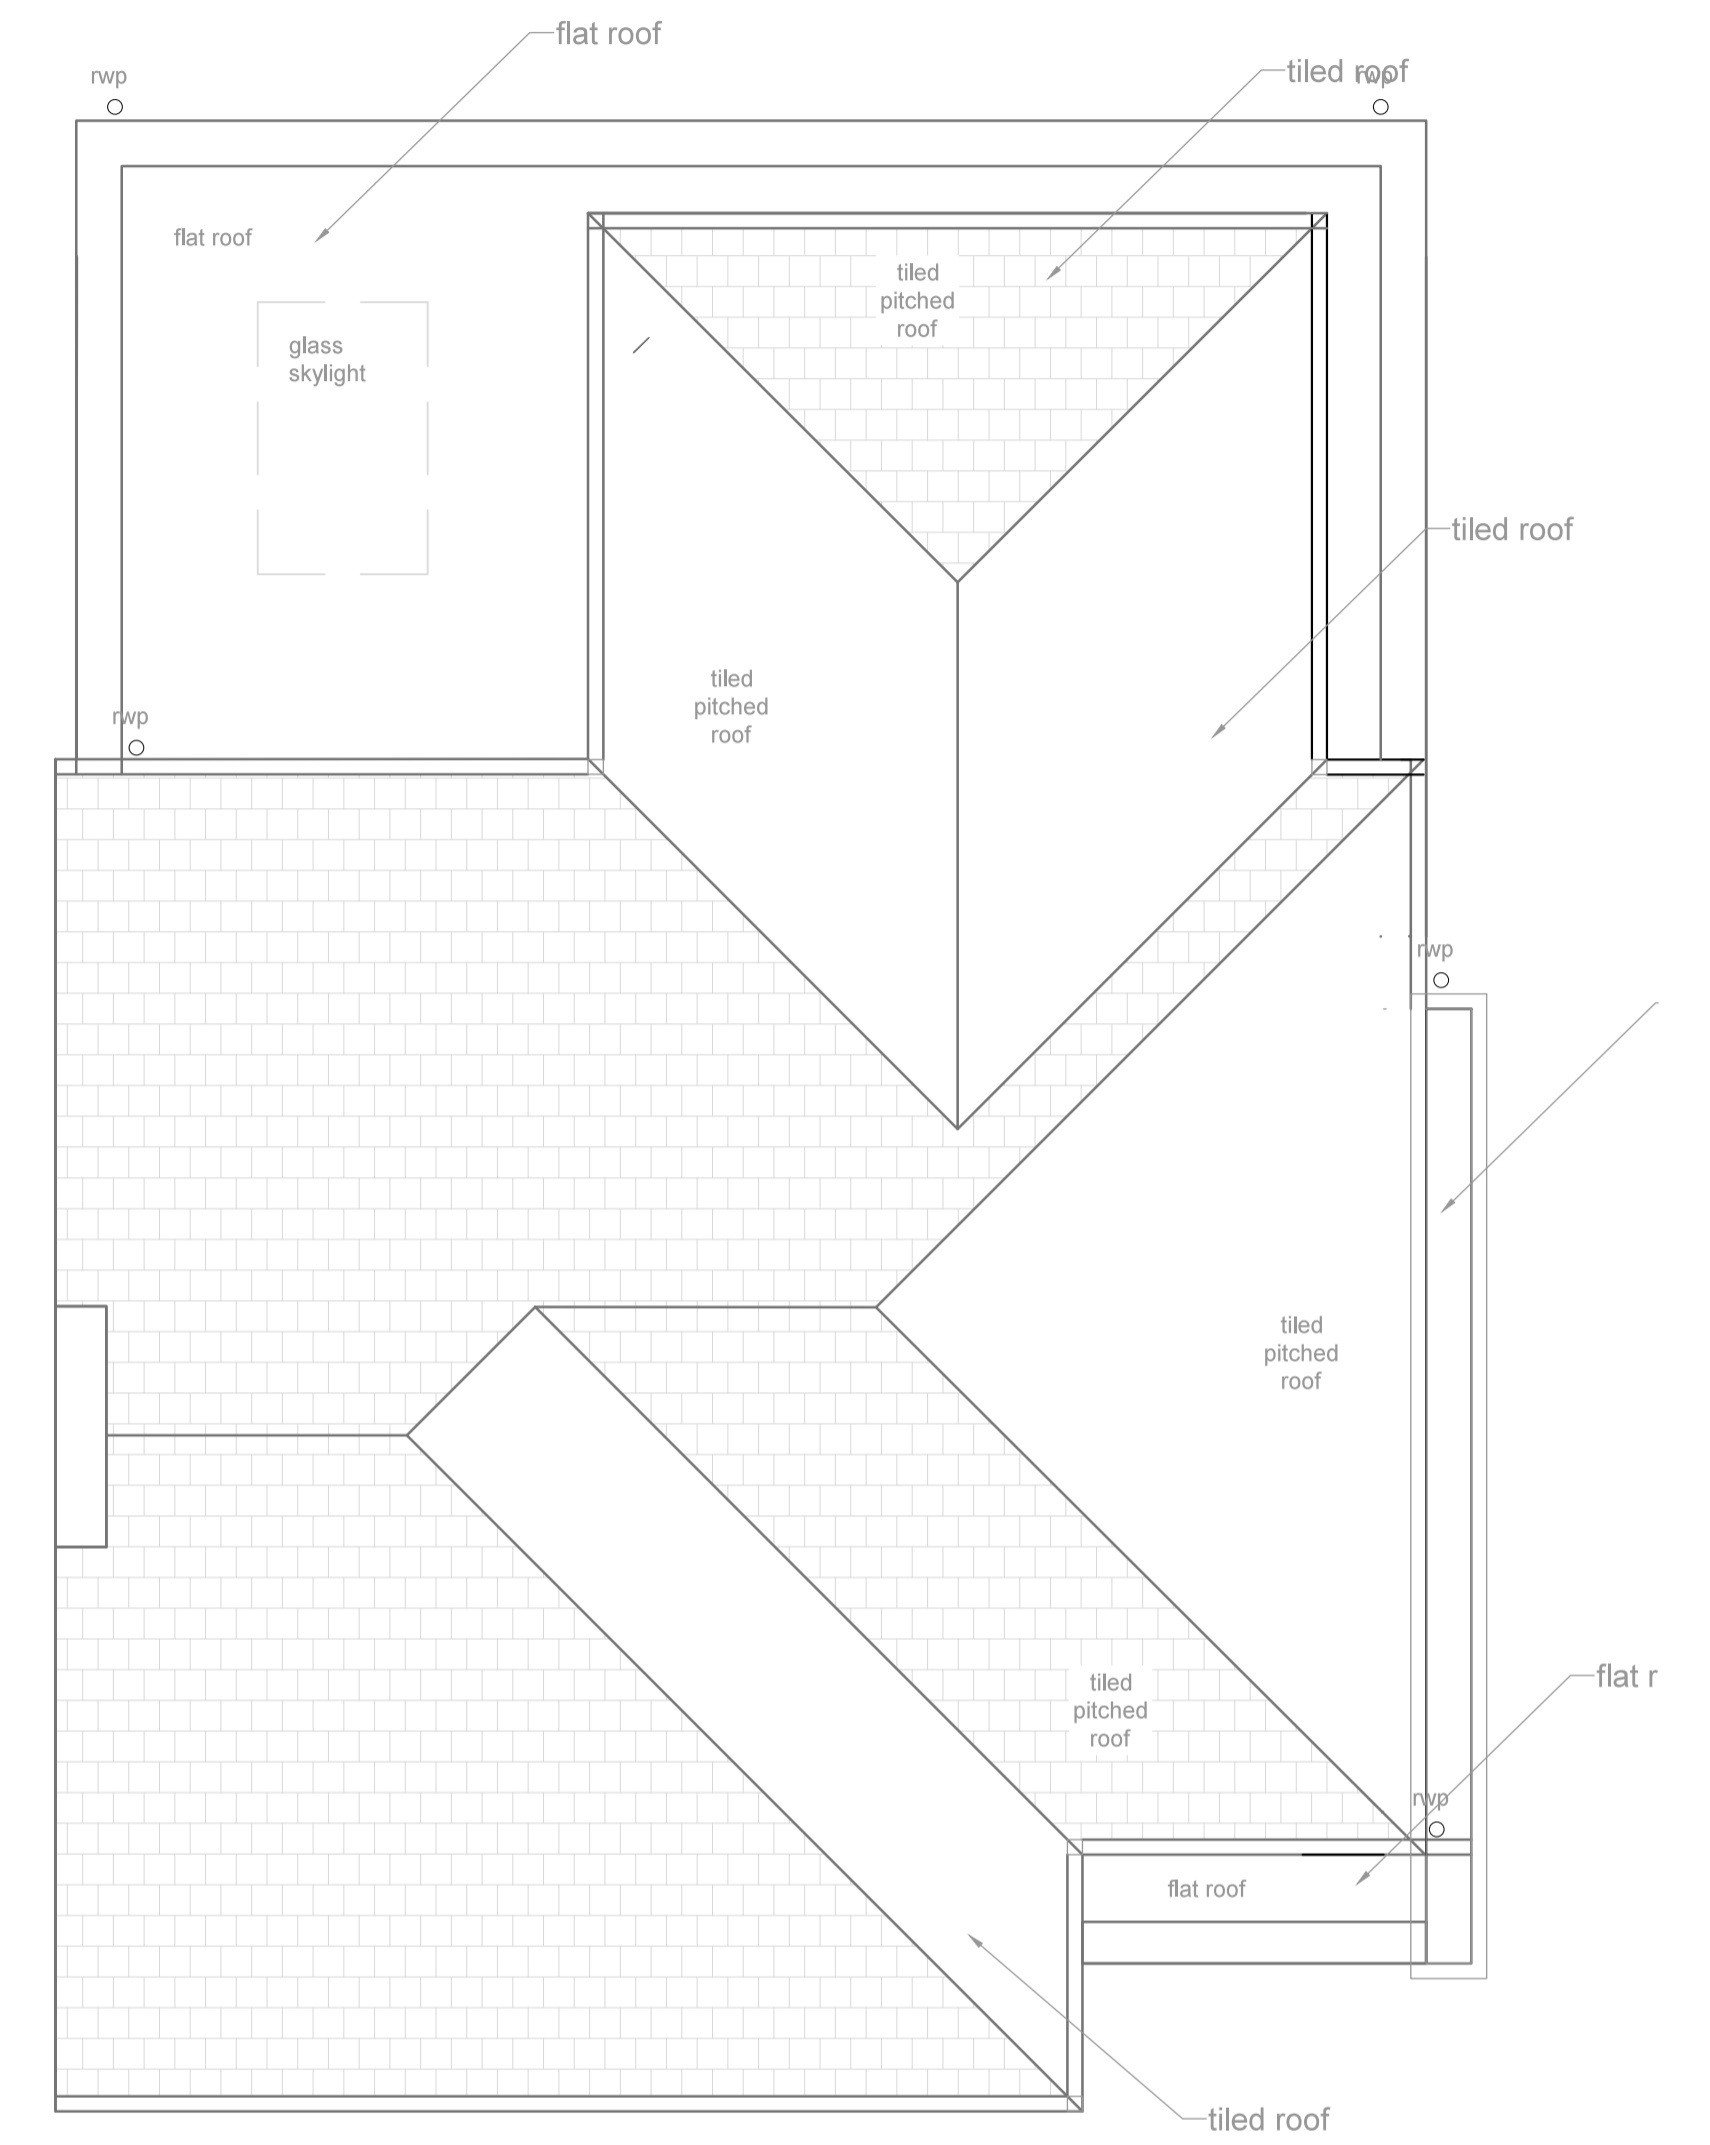 flat roof
rwp
tiled roof
rwp
flat roof
tiled
pitched
roof
glass
skylight
tiled roof
tiled
pitched
roof
rwp
rwp
tiled
pitched
roof
flat r
tiled
pitched
roof
rwp
flat roof
tiled roof